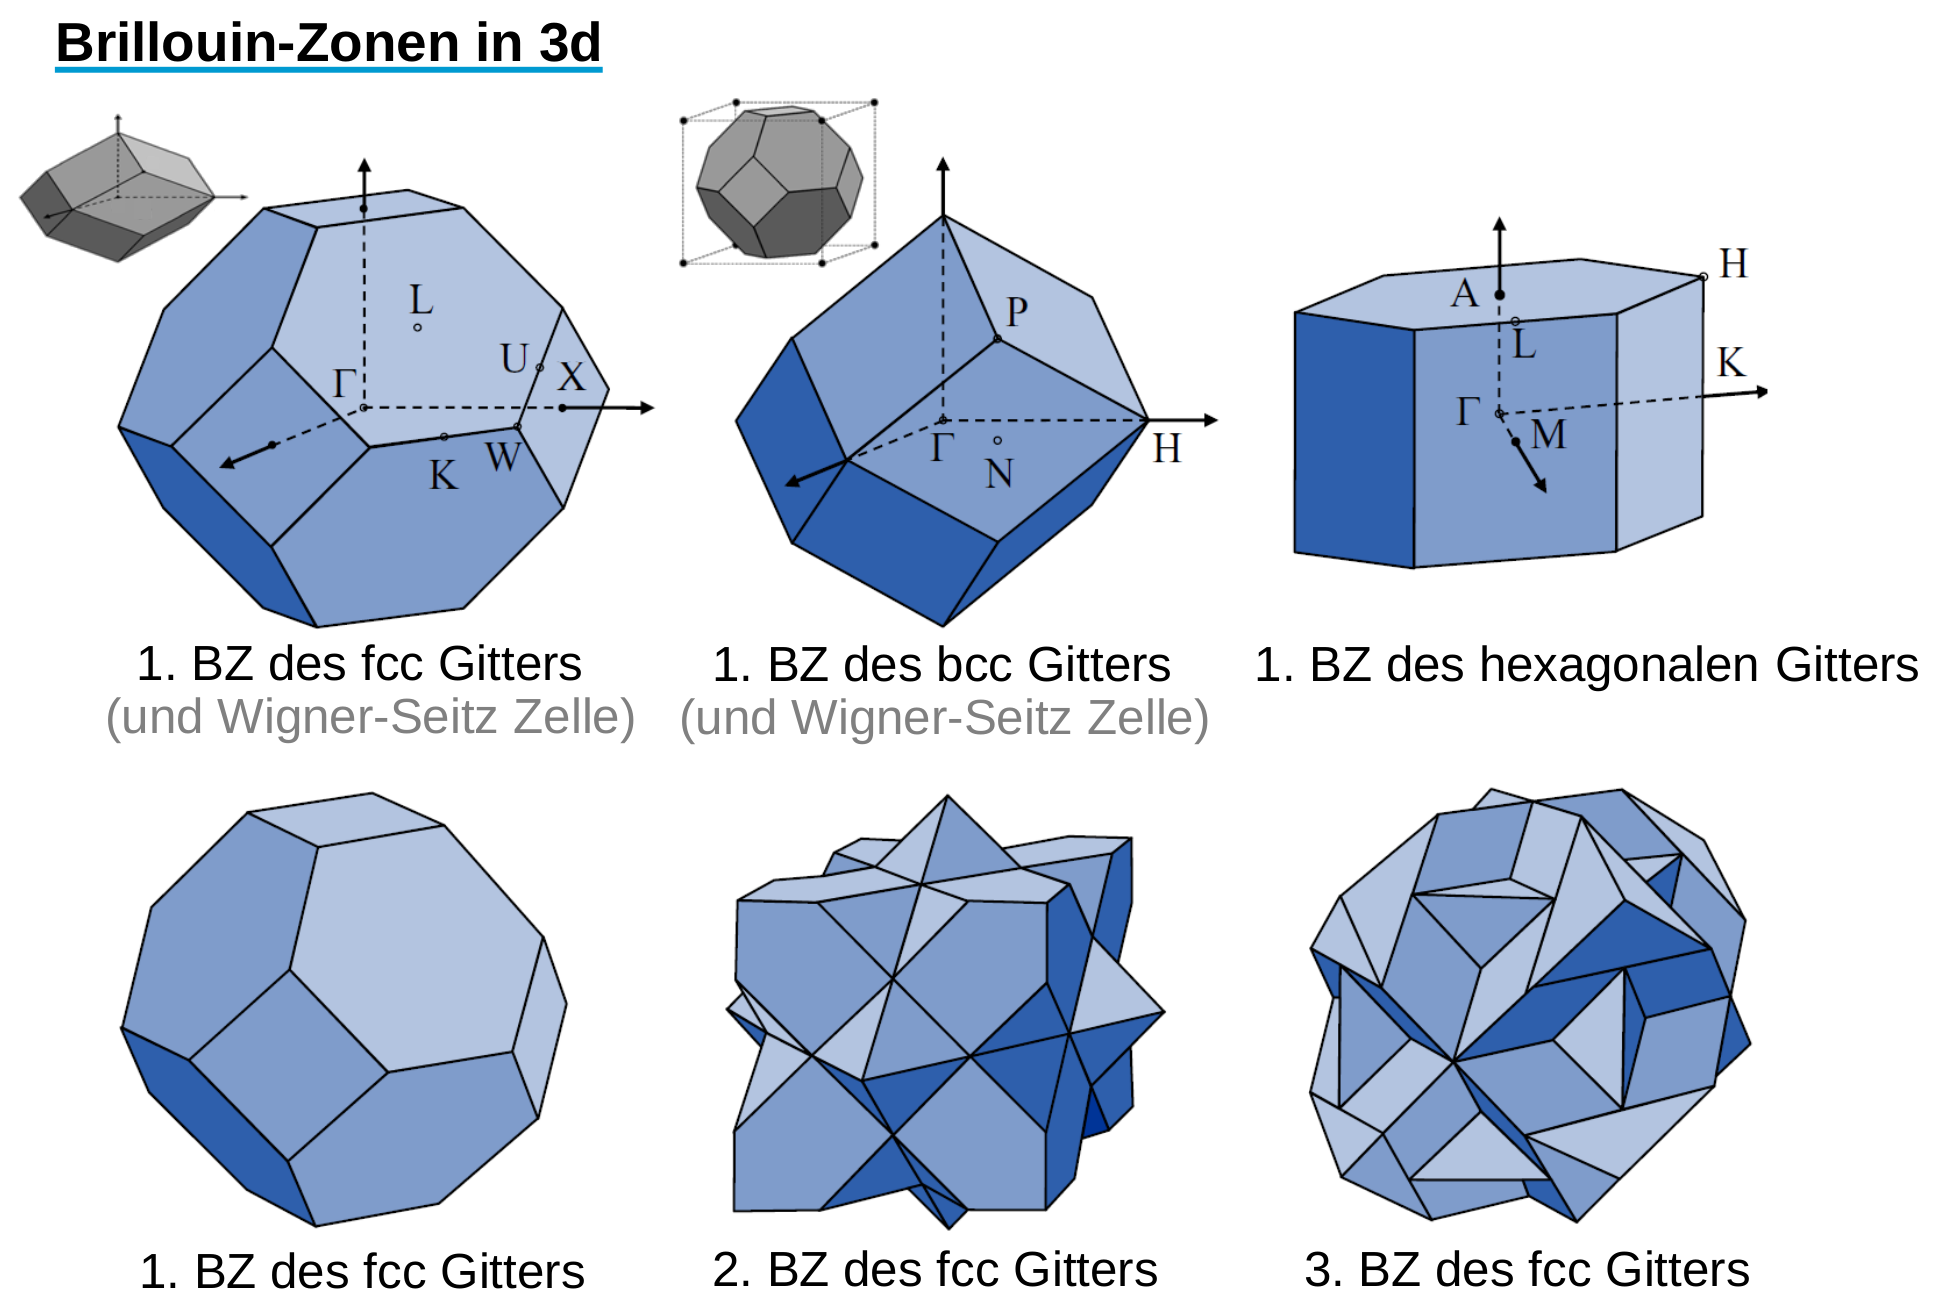 Brillouin-Zonen in 3d
L
U
X
Γ
K
W
1. BZ des fcc Gitters
(und Wigner-Seitz Zelle)
P
Γ
N
H
1. BZ des bcc Gitters
(und Wigner-Seitz Zelle)
H
A
L
K
Γ
M
1. BZ des hexagonalen Gitters
1. BZ des fcc Gitters
2. BZ des fcc Gitters
3. BZ des fcc Gitters